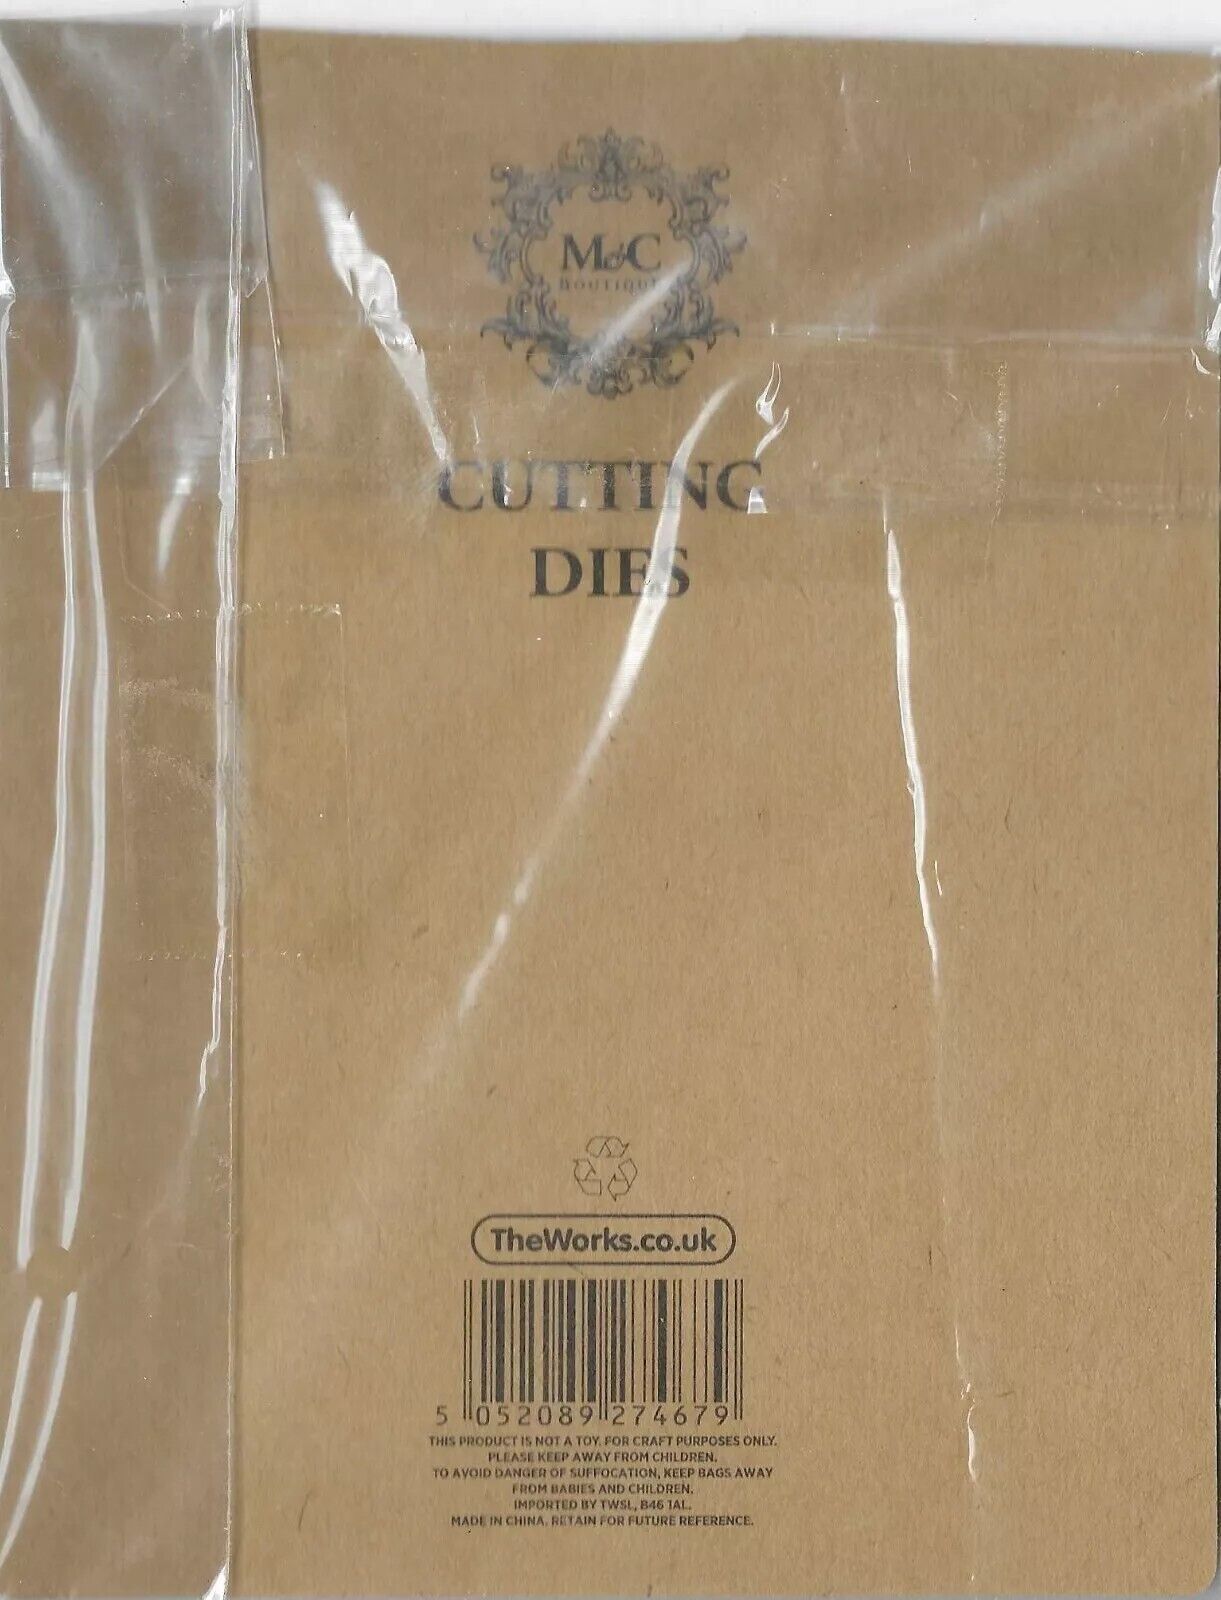 M&C
BOUTIQUE
CUTTING
DIES
TheWorks.co.uk
5 052089 274679
THIS PRODUCT IS NOT A TOY. FOR CRAFT PURPOSES ONLY.
PLEASE KEEP AWAY FROM CHILDREN.
TO AVOID DANGER OF SUFFOCATION, KEEP BAGS AWAY
FROM BABIES AND CHILDREN.
IMPORTED BY TWSL, B46 1AL.
MADE IN CHINA. RETAIN FOR FUTURE REFERENCE.